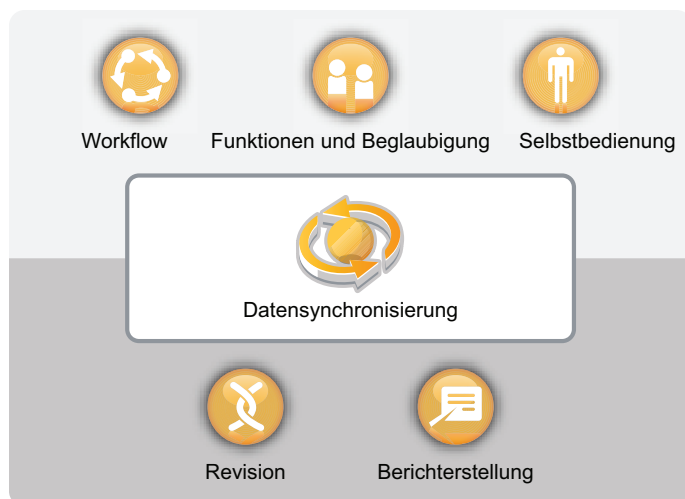 Workflow
Funktionen und Beglaubigung
Selbstbedienung
Datensynchronisierung
Revision
Berichterstellung